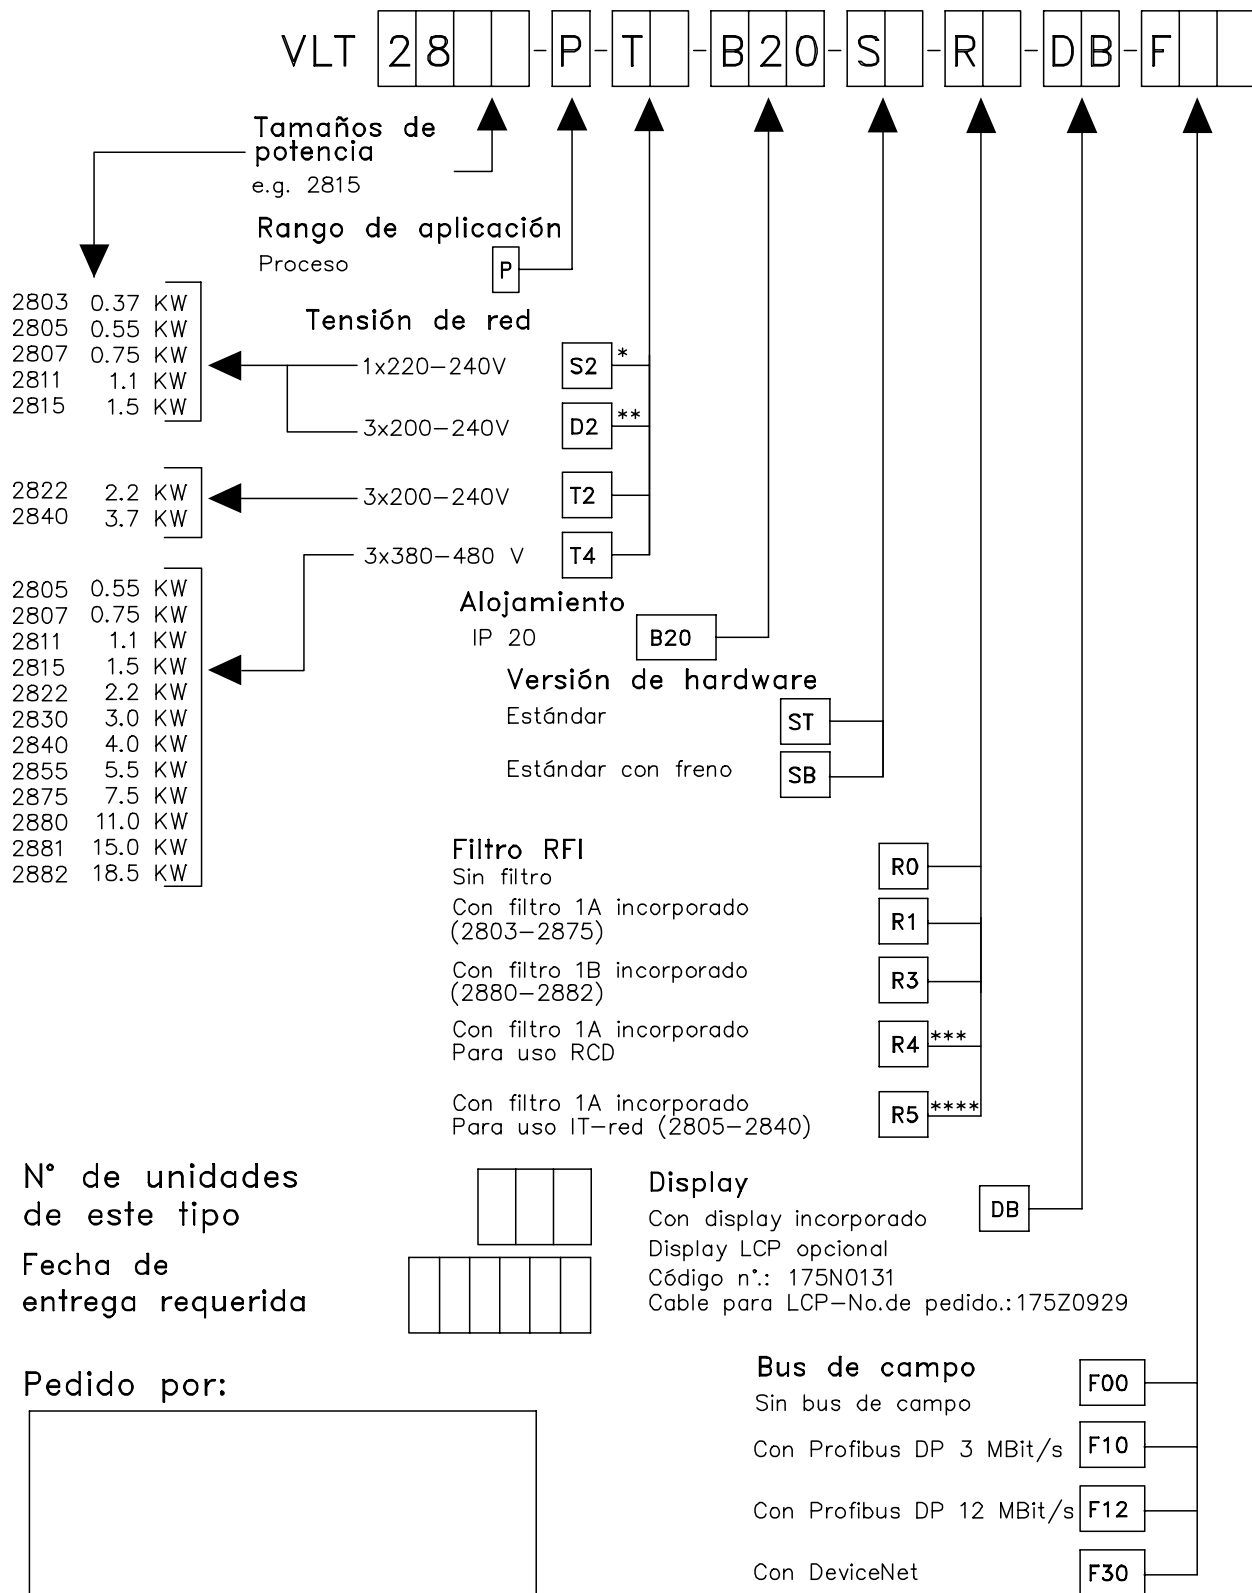 VLT 28 -P-T -B20-S -R -DB-F
Tamaños de
potencia
e.g. 2815
Rango de aplicación
Proceso P
2803 0.37 KW
2805 0.55 KW
2807 0.75 KW
2811 1.1 KW
2815 1.5 KW
Tensión de red
1x220-240V S2 *
3x200-240V D2 **
2822 2.2 KW
2840 3.7 KW
3x200-240V T2
3x380-480 V T4
2805 0.55 KW
2807 0.75 KW
2811 1.1 KW
2815 1.5 KW
2822 2.2 KW
2830 3.0 KW
2840 4.0 KW
2855 5.5 KW
2875 7.5 KW
2880 11.0 KW
2881 15.0 KW
2882 18.5 KW
Alojamiento
IP 20 B20
Versión de hardware
Estándar ST
Estándar con freno SB
Filtro RFI
Sin filtro R0
Con filtro 1A incorporado
(2803-2875) R1
Con filtro 1B incorporado
(2880-2882) R3
Con filtro 1A incorporado
Para uso RCD R4 ***
Con filtro 1A incorporado
Para uso IT-red (2805-2840) R5 ****
N° de unidades
de este tipo
Fecha de
entrega requerida
Display
Con display incorporado DB
Display LCP opcional
Código n°.: 175N0131
Cable para LCP-No.de pedido.:175Z0929
Pedido por:
Bus de campo
Sin bus de campo F00
Con Profibus DP 3 MBit/s F10
Con Profibus DP 12 MBit/s F12
Con DeviceNet F30